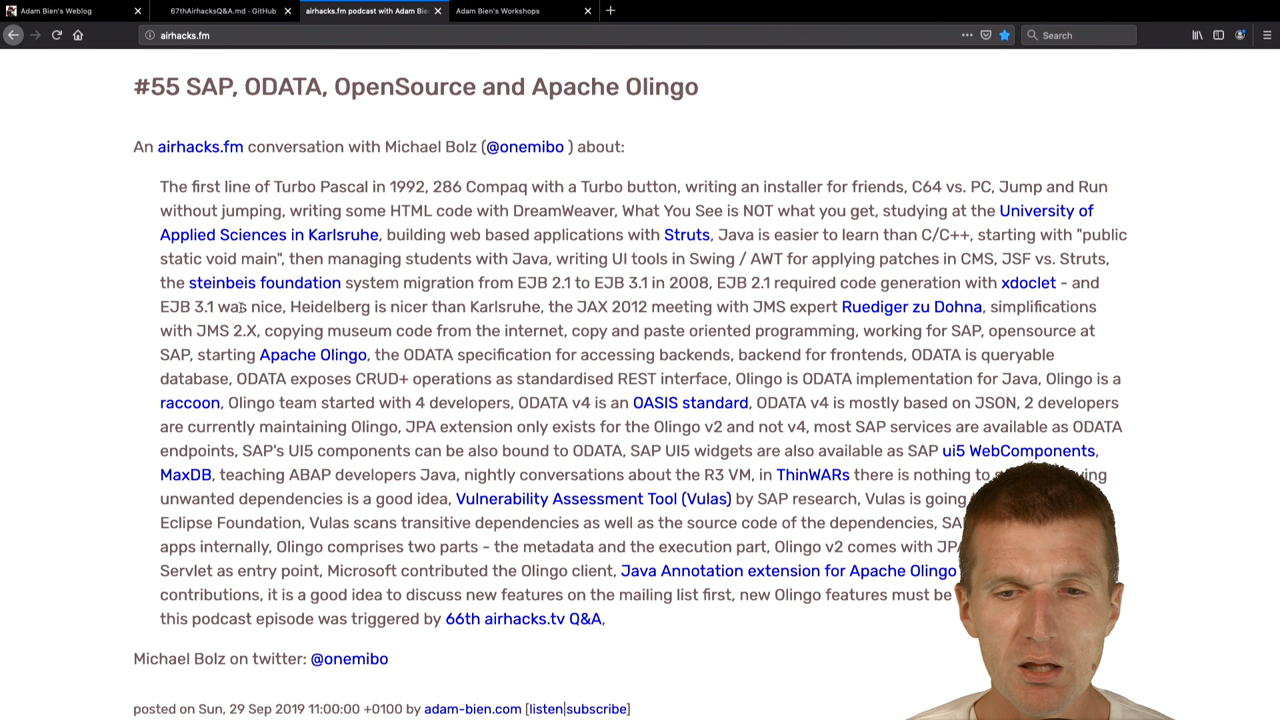 Adam Bien's Weblog
67thAirhacksQ&A.md - GitHub
airhacks.fm podcast with Adam Bie
Adam Bien's Workshops
airhacks.fm
Search
#55 SAP, ODATA, OpenSource and Apache Olingo
An airhacks.fm conversation with Michael Bolz (@onemibo ) about:
The first line of Turbo Pascal in 1992, 286 Compaq with a Turbo button, writing an installer for friends, C64 vs. PC, Jump and Run
without jumping, writing some HTML code with DreamWeaver, What You See is NOT what you get, studying at the University of
Applied Sciences in Karlsruhe, building web based applications with Struts, Java is easier to learn than C/C++, starting with "public
static void main", then managing students with Java, writing UI tools in Swing / AWT for applying patches in CMS, JSF vs. Struts,
the steinbeis foundation system migration from EJB 2.1 to EJB 3.1 in 2008, EJB 2.1 required code generation with xdoclet - and
EJB 3.1 was nice, Heidelberg is nicer than Karlsruhe, the JAX 2012 meeting with JMS expert Ruediger zu Dohna, simplifications
with JMS 2.X, copying museum code from the internet, copy and paste oriented programming, working for SAP, opensource at
SAP, starting Apache Olingo, the ODATA specification for accessing backends, backend for frontends, ODATA is queryable
database, ODATA exposes CRUD+ operations as standardised REST interface, Olingo is ODATA implementation for Java, Olingo is a
raccoon, Olingo team started with 4 developers, ODATA v4 is an OASIS standard, ODATA v4 is mostly based on JSON, 2 developers
are currently maintaining Olingo, JPA extension only exists for the Olingo v2 and not v4, most SAP services are available as ODATA
endpoints, SAP's UI5 components can be also bound to ODATA, SAP UI5 widgets are also available as SAP ui5 WebComponents,
MaxDB, teaching ABAP developers Java, nightly conversations about the R3 VM, in ThinWARs there is nothing to
unwanted dependencies is a good idea, Vulnerability Assessment Tool (Vulas) by SAP research, Vulas is going
Eclipse Foundation, Vulas scans transitive dependencies as well as the source code of the dependencies,
apps internally, Olingo comprises two parts - the metadata and the execution part, Olingo v2 comes with
Servlet as entry point, Microsoft contributed the Olingo client, Java Annotation extension for Apache Olingo
contributions, it is a good idea to discuss new features on the mailing list first, new Olingo features must be
this podcast episode was triggered by 66th airhacks.tv Q&A,
Michael Bolz on twitter: @onemibo
posted on Sun, 29 Sep 2019 11:00:00 +0100 by adam-bien.com [listen|subscribe]